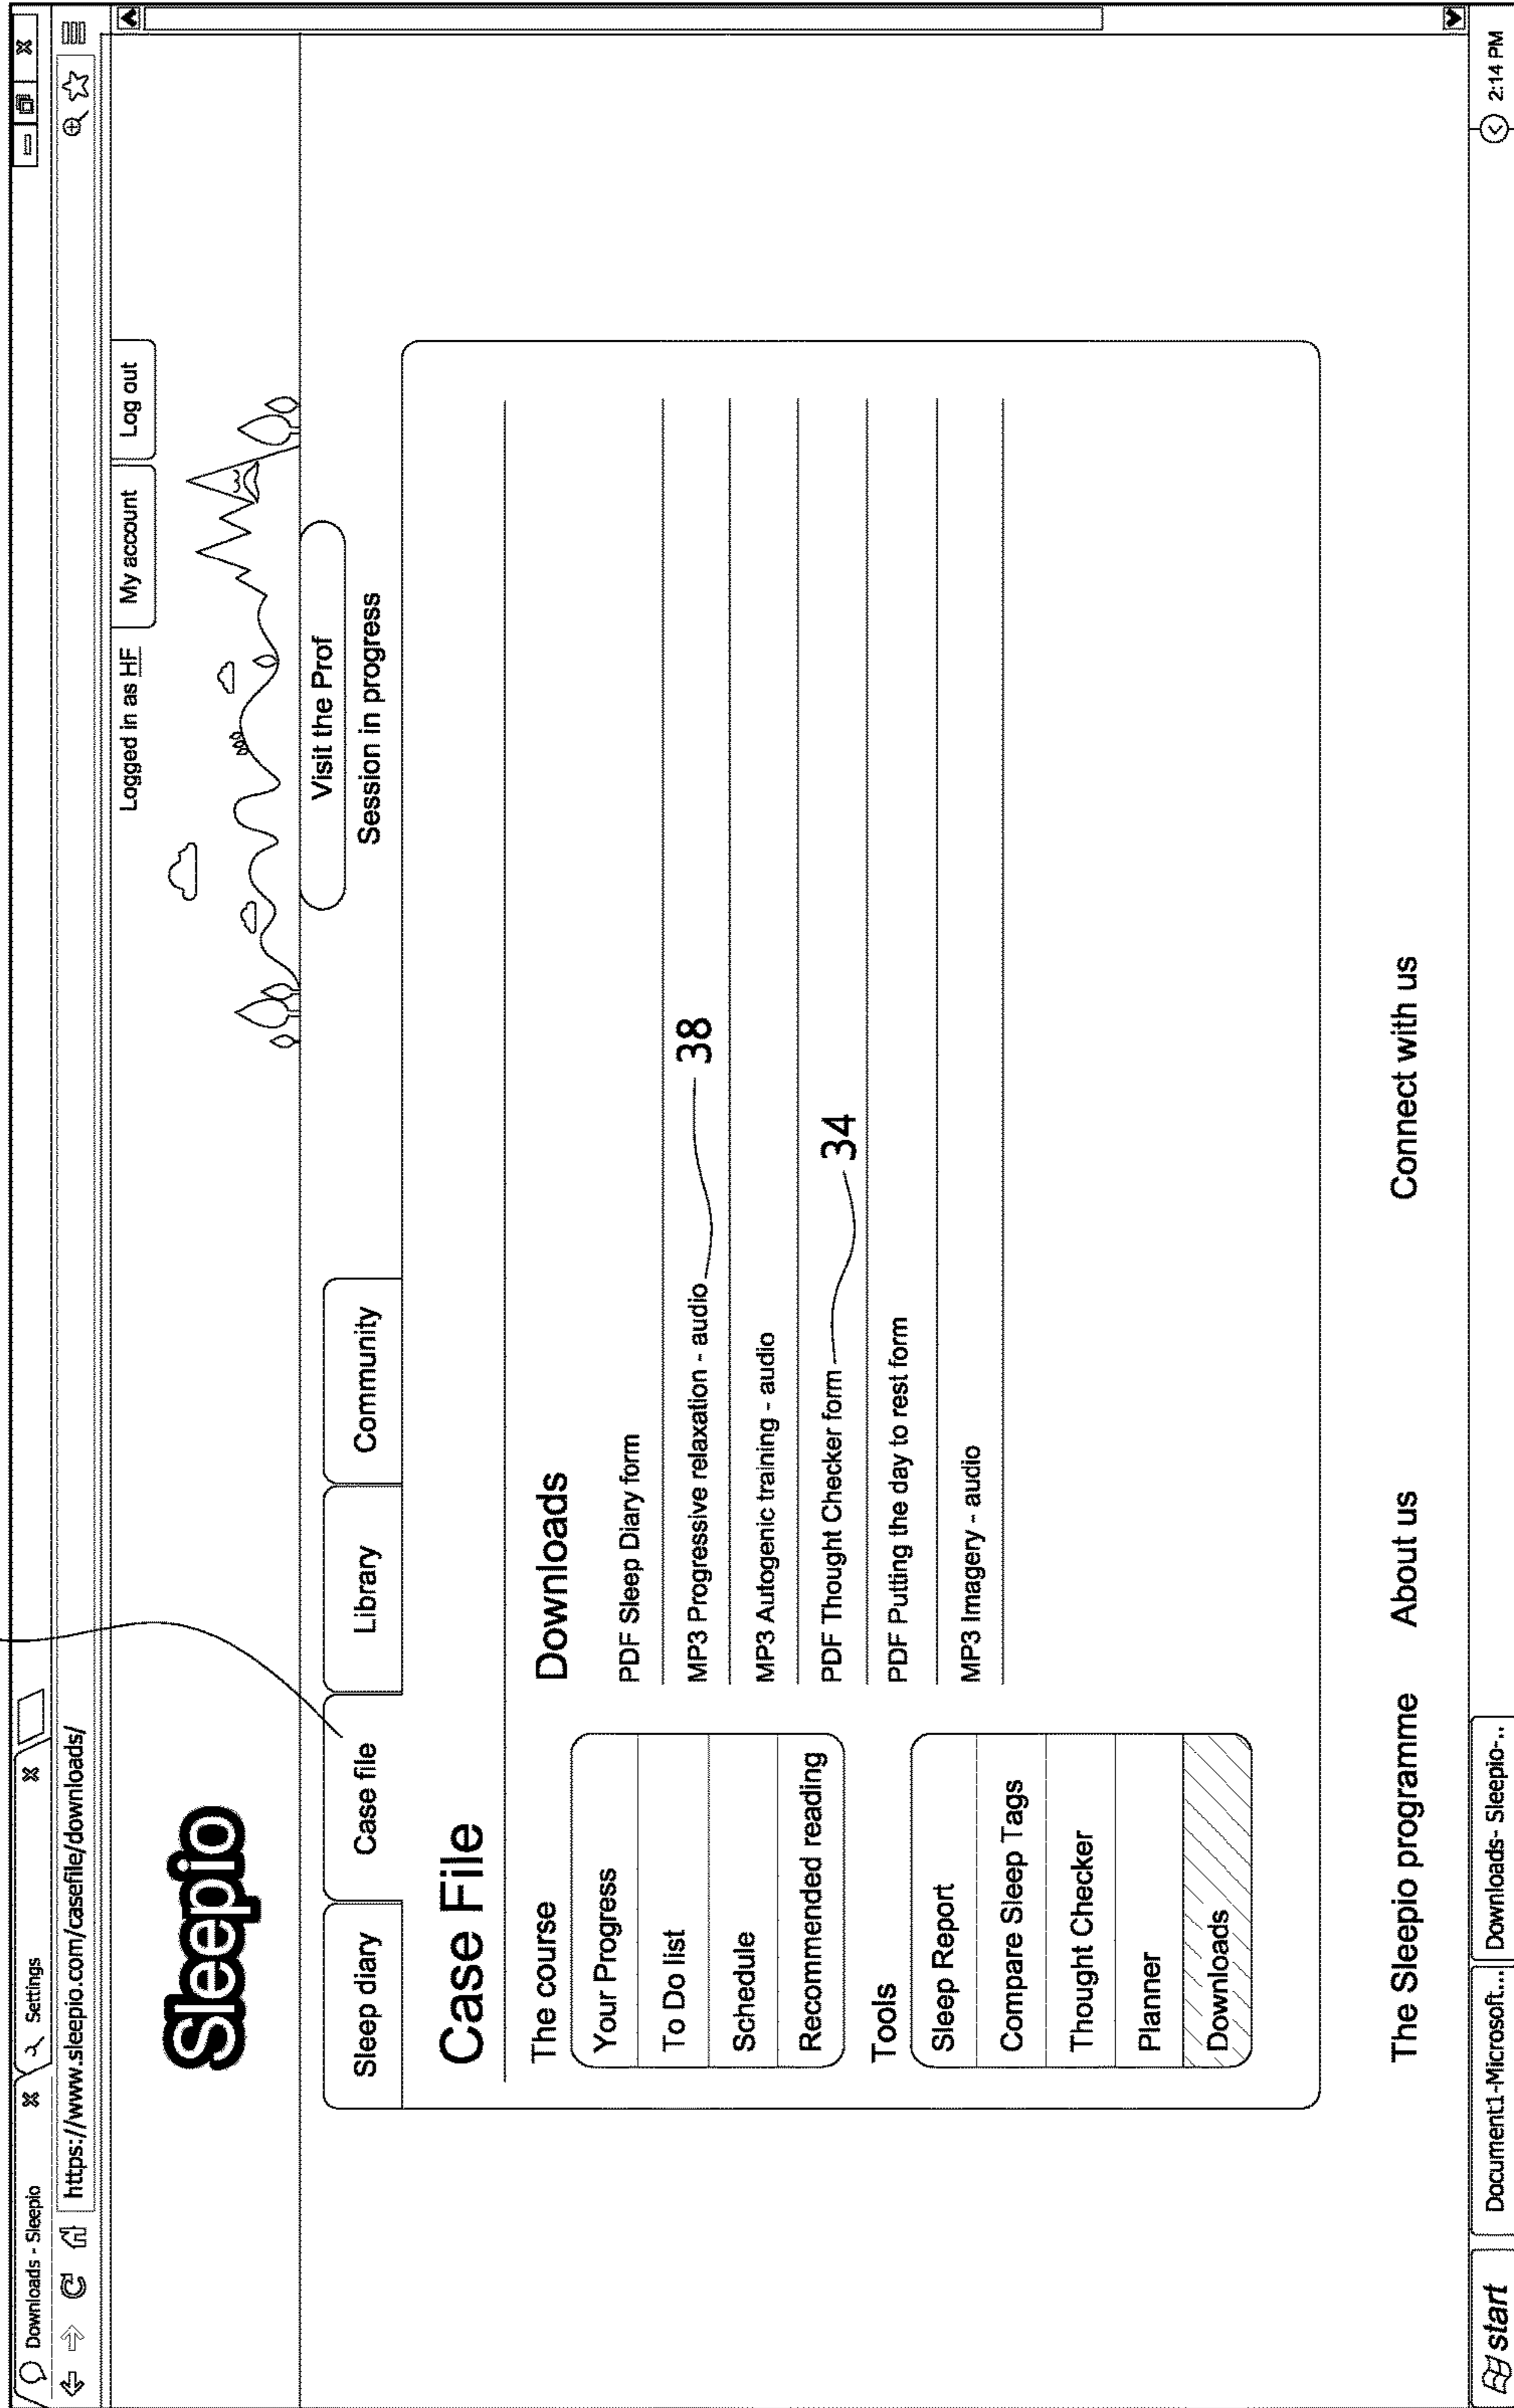 Downloads - Sleepio
Settings
https://www.sleepio.com/casefile/downloads/
Logged in as HF
My account
Log out
Sleepio
Visit the Prof
Session in progress
Sleep diary
Case file
Library
Community
Case File
The course
Your Progress
To Do list
Schedule
Recommended reading
Tools
Sleep Report
Compare Sleep Tags
Thought Checker
Planner
Downloads
Downloads
PDF Sleep Diary form
MP3 Progressive relaxation - audio
38
MP3 Autogenic training - audio
PDF Thought Checker form
34
PDF Putting the day to rest form
MP3 Imagery - audio
The Sleepio programme
About us
Connect with us
start
Document1-Microsoft...
Downloads- Sleepio-..
2:14 PM